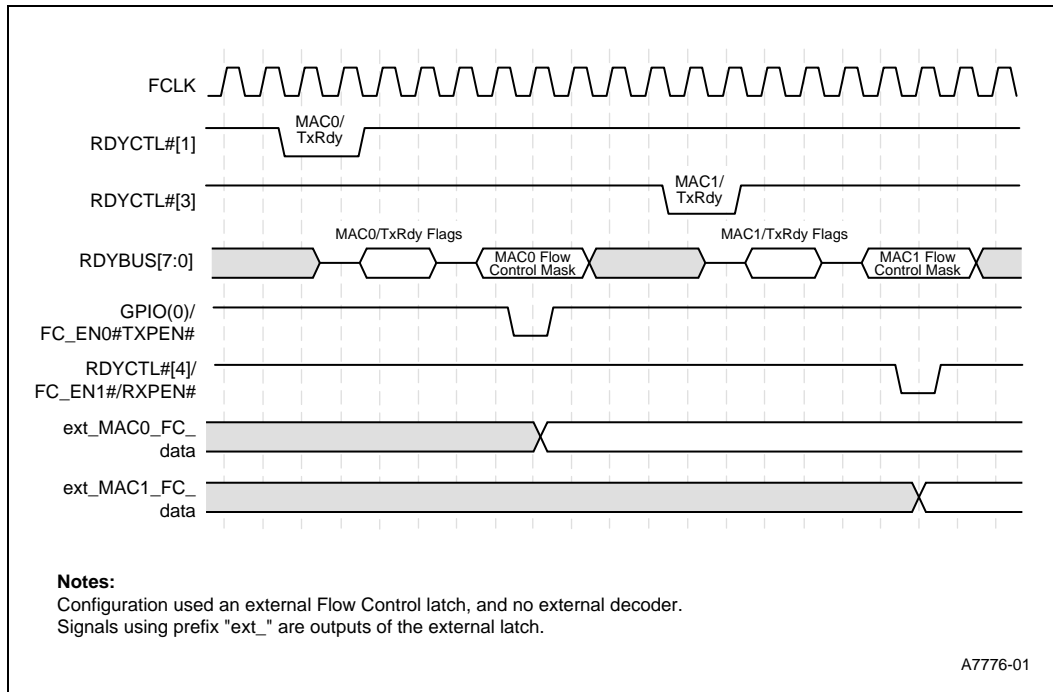 FCLK
MAC0/
TxRdy
RDYCTL#[1]
MAC1/
TxRdy
RDYCTL#[3]
MAC0/TxRdy Flags
MAC1/TxRdy Flags
RDYBUS[7:0]
MAC0 Flow
Control Mask
MAC1 Flow
Control Mask
GPIO(0)/
FC_EN0#TXPEN#
RDYCTL#[4]/
FC_EN1#/RXPEN#
ext_MAC0_FC_
data
ext_MAC1_FC_
data
Notes:
Configuration used an external Flow Control latch, and no external decoder.
Signals using prefix "ext_" are outputs of the external latch.
A7776-01